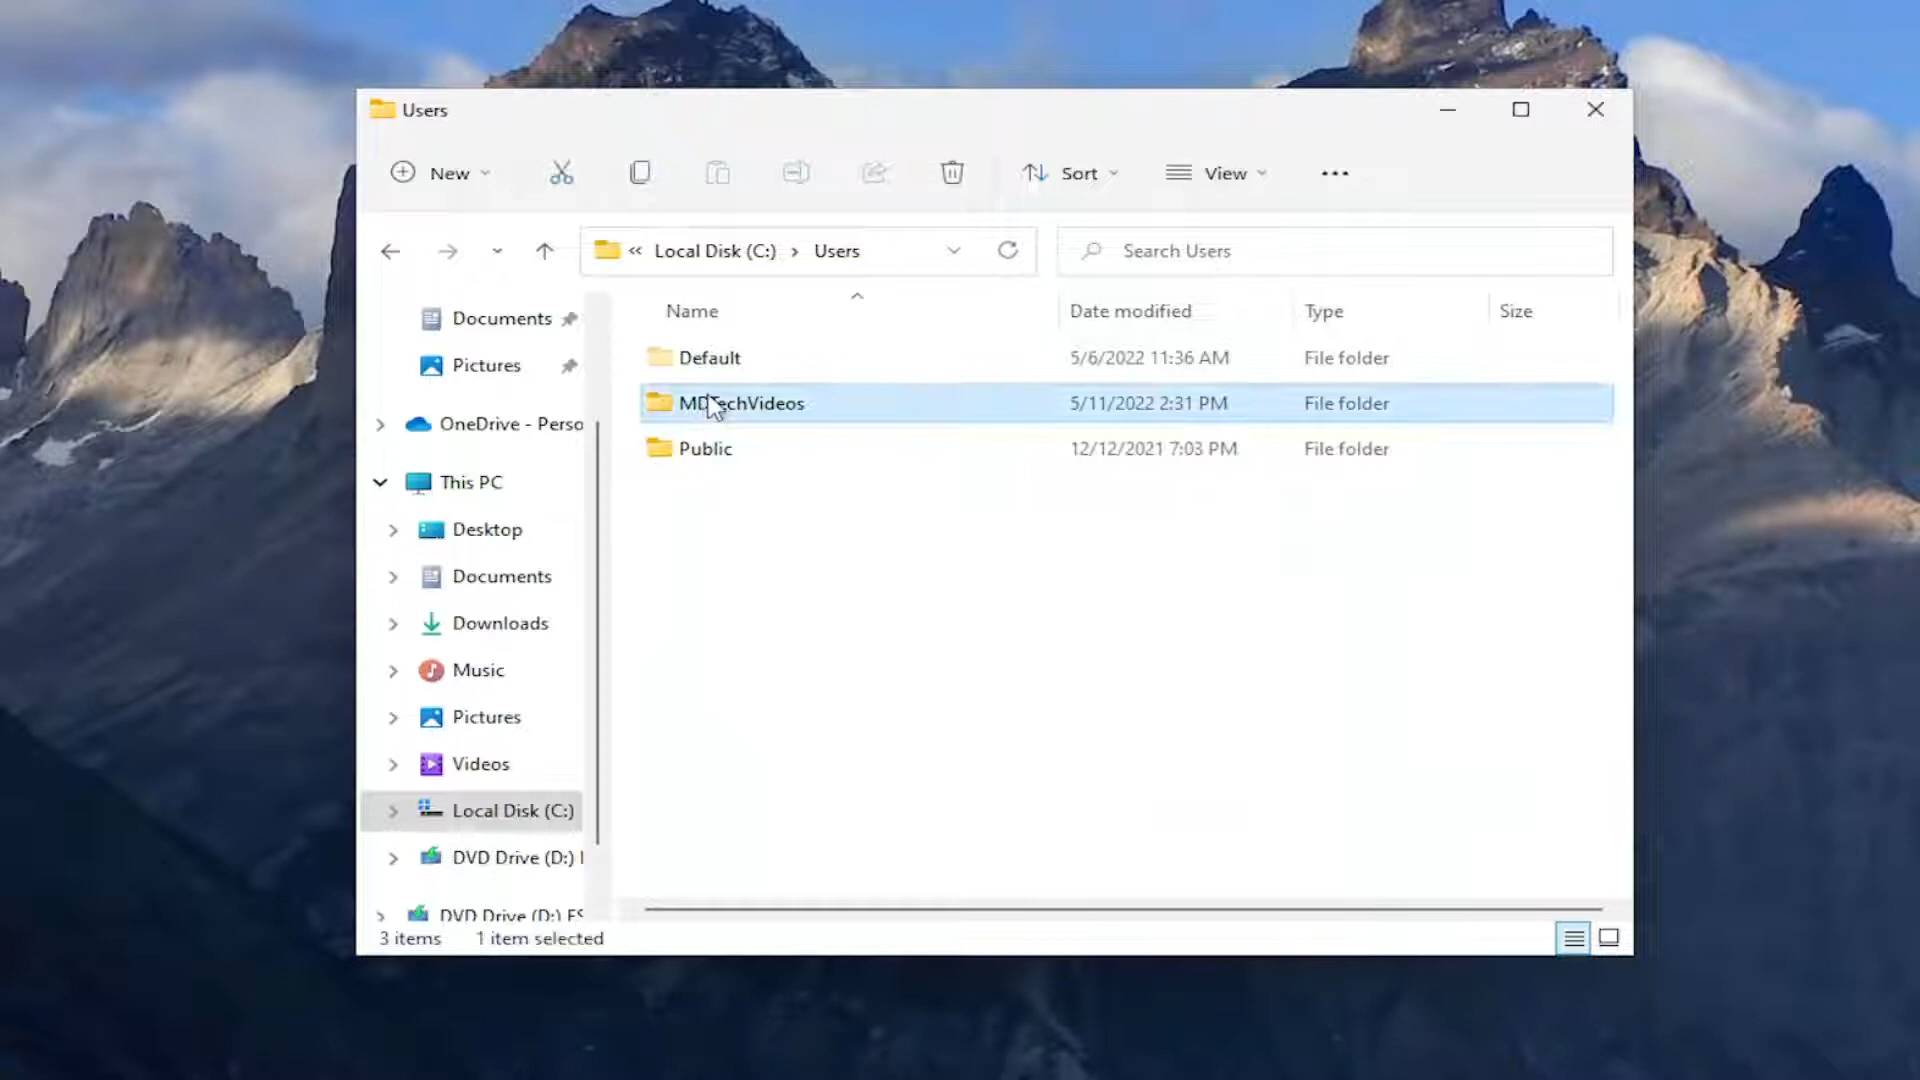 Users
New
Sort
View
« Local Disk (C:) > Users
Search Users
Name
Date modified
Type
Size
Documents
Pictures
OneDrive - Perso
This PC
Desktop
Documents
Downloads
Music
Pictures
Videos
Local Disk (C:)
DVD Drive (D:)
DVD Drive (D:) ES
Default 5/6/2022 11:36 AM File folder
MDTechVideos 5/11/2022 2:31 PM File folder
Public 12/12/2021 7:03 PM File folder
3 items 1 item selected